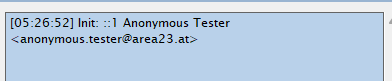 [05:26:52] Init: ::1 Anonymous Tester
<anonymous.tester@area23.at>